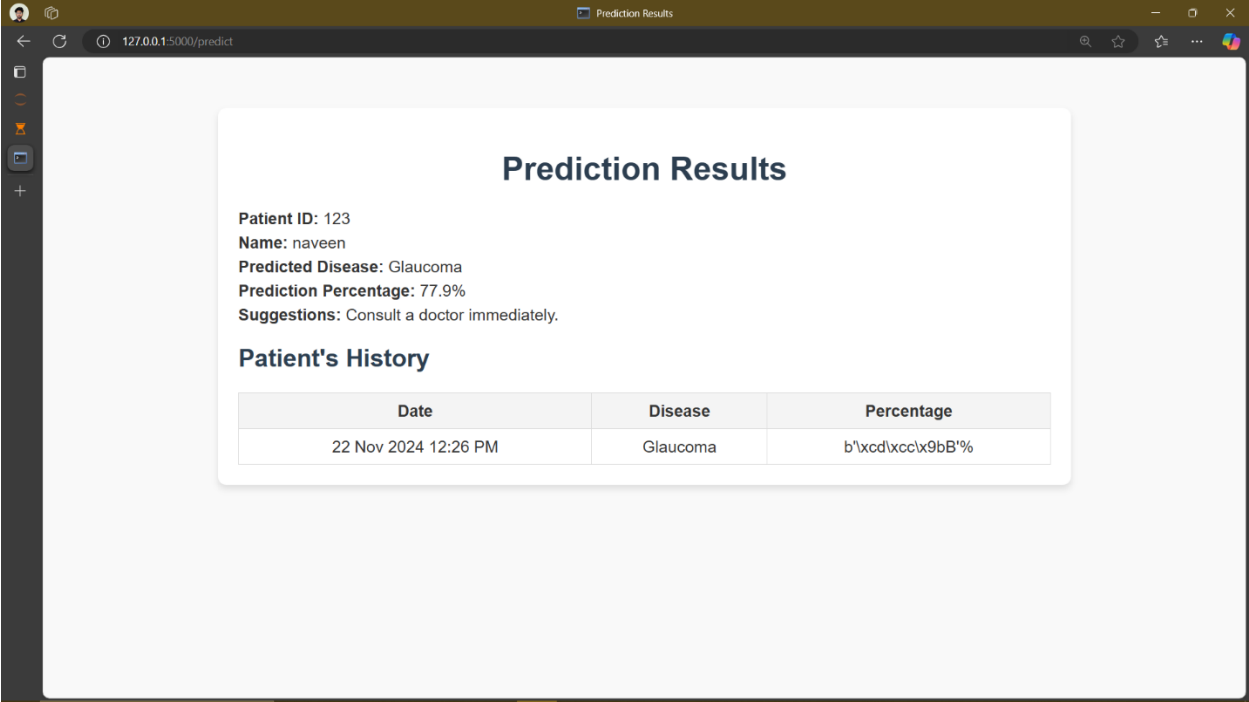 Prediction Results
127.0.0.1:5000/predict
Prediction Results
Patient ID: 123
Name: naveen
Predicted Disease: Glaucoma
Prediction Percentage: 77.9%
Suggestions: Consult a doctor immediately.
Patient's History
Date Disease Percentage
22 Nov 2024 12:26 PM Glaucoma b'\xcd\xcc\x9bB'%